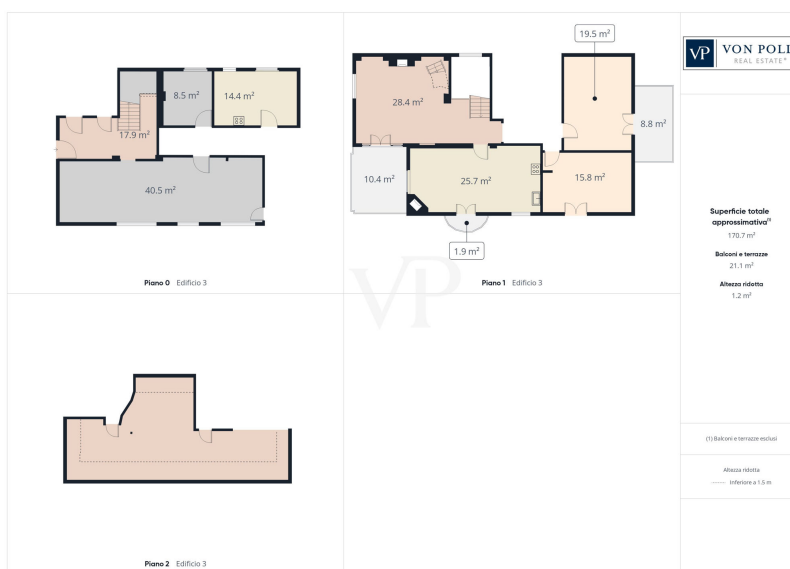 19.5 m²
VP VON POLL
REAL ESTATE®
8.5 m²
14.4 m²
28.4 m²
8.8 m²
17.9 m²
10.4 m²
25.7 m²
15.8 m²
40.5 m²
1.9 m²
Piano 0 Edificio 3
Piano 1 Edificio 3
VP
Superficie totale
approssimativa⁽¹⁾
170.7 m²
Balconi e terrazze
21.1 m²
Altezza ridotta
1.2 m²
(1) Balconi e terrazze esclusi
Altezza ridotta
Inferiore a 1.5 m
Piano 2 Edificio 3